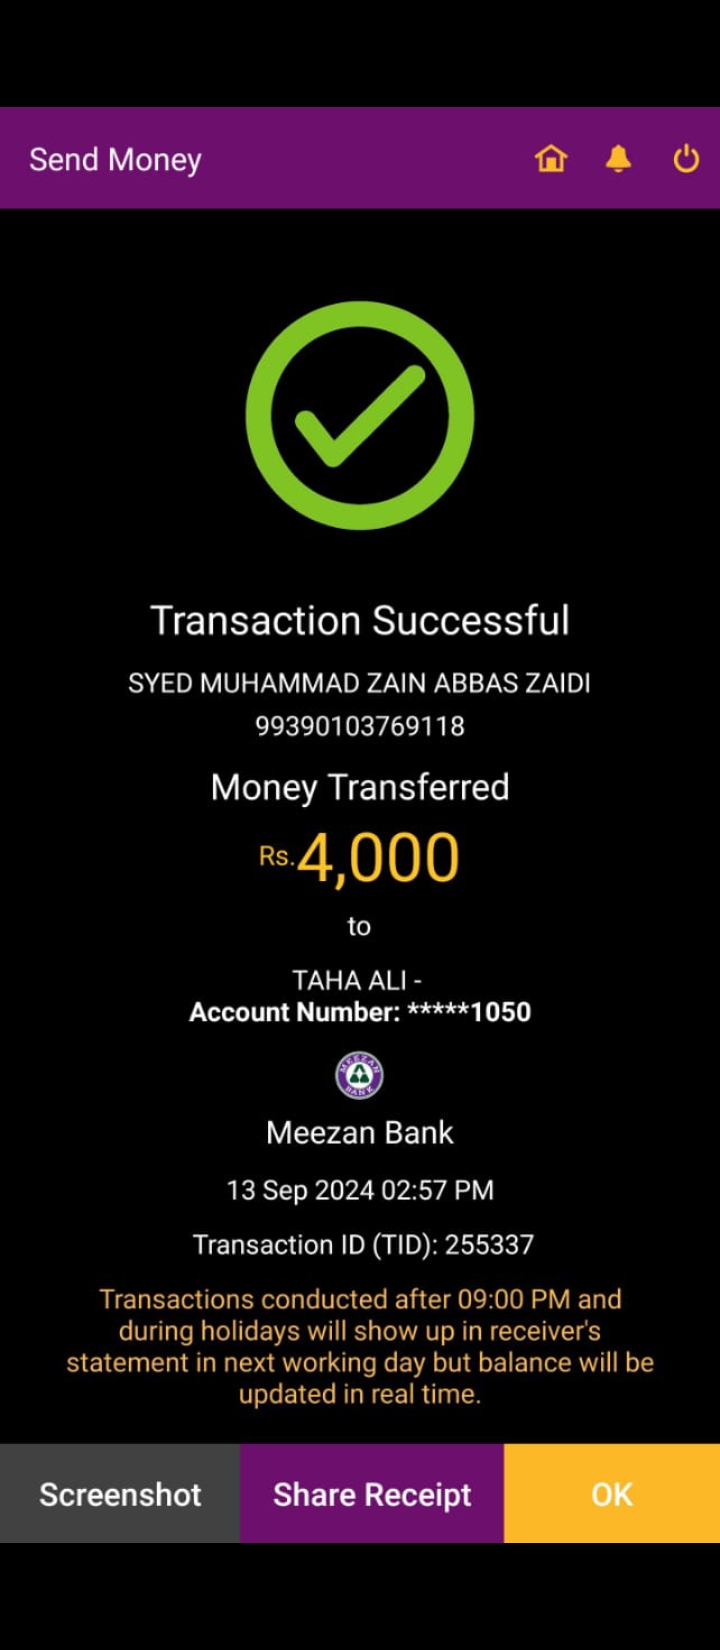 Send Money
Transaction Successful
SYED MUHAMMAD ZAIN ABBAS ZAIDI
99390103769118
Money Transferred
Rs.4,000
to
TAHA ALI -
Account Number: *****1050
MEEZAN BANK
Meezan Bank
13 Sep 2024 02:57 PM
Transaction ID (TID): 255337
Transactions conducted after 09:00 PM and
during holidays will show up in receiver's
statement in next working day but balance will be
updated in real time.
Screenshot
Share Receipt
OK